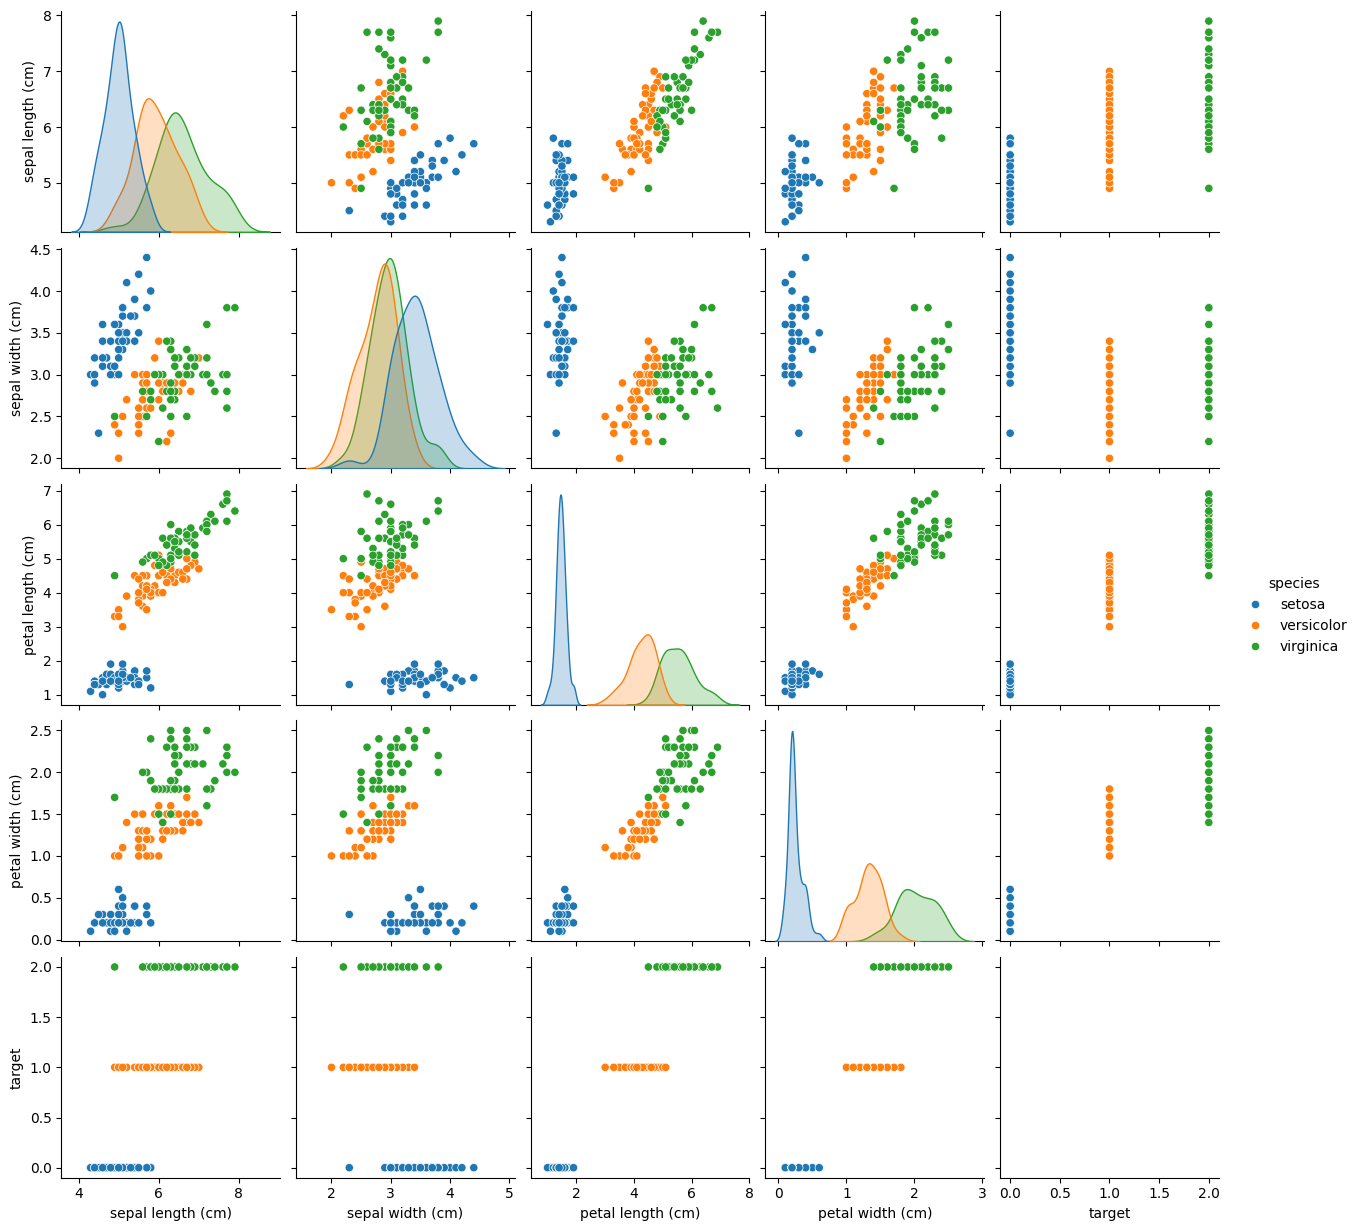 8
7
6
5
sepal length (cm)
4.5
4.0
3.5
3.0
2.5
2.0
sepal width (cm)
7
6
5
4
3
2
1
petal length (cm)
species
setosa
versicolor
virginica
2.5
2.0
1.5
1.0
0.5
0.0
petal width (cm)
2.0
1.5
1.0
0.5
0.0
target
4 6 8
2 3 4 5
2 4 6 8
0 1 2 3
0.0 0.5 1.0 1.5 2.0
sepal length (cm)
sepal width (cm)
petal length (cm)
petal width (cm)
target